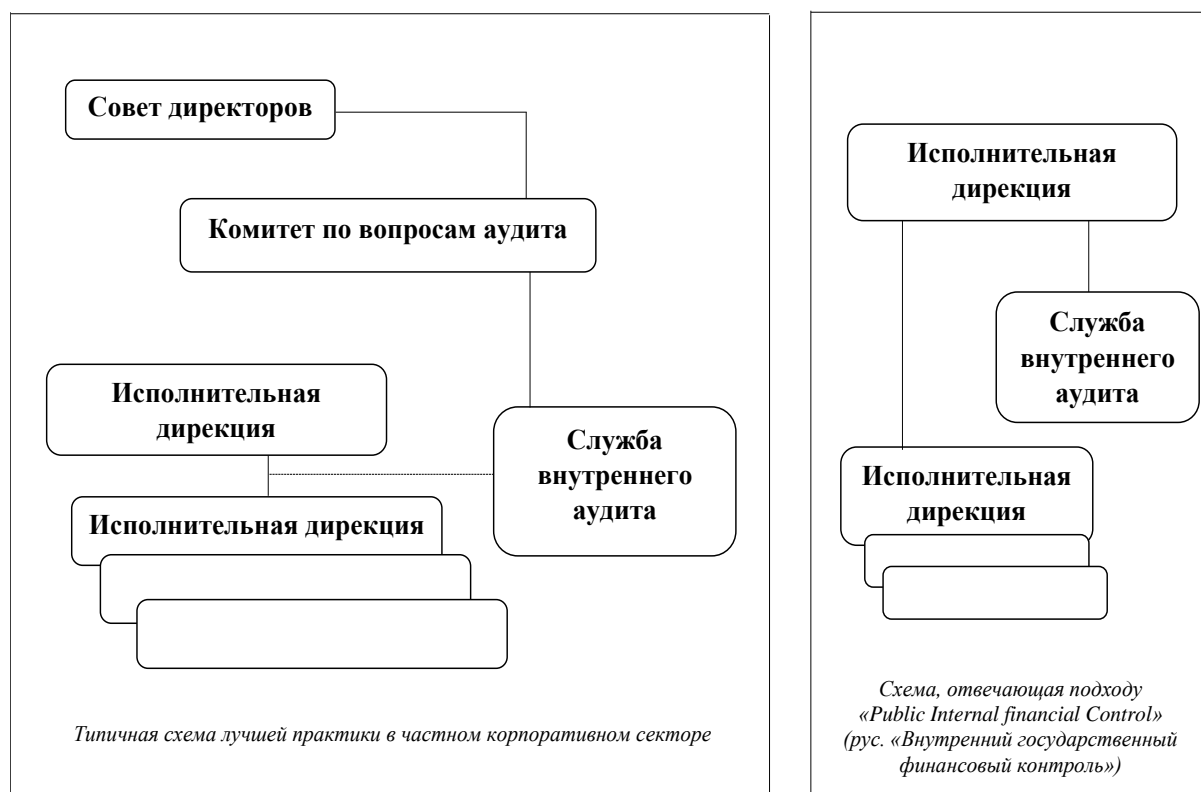 Совет директоров
Комитет по вопросам аудита
Исполнительная
дирекция
Служба
внутреннего
аудита
Исполнительная дирекция
Типичная схема лучшей практики в частном корпоративном секторе
Исполнительная
дирекция
Служба
внутреннего
аудита
Исполнительная
дирекция
Схема, отвечающая подходу
«Public Internal financial Control»
(рус. «Внутренний государственный
финансовый контроль»)